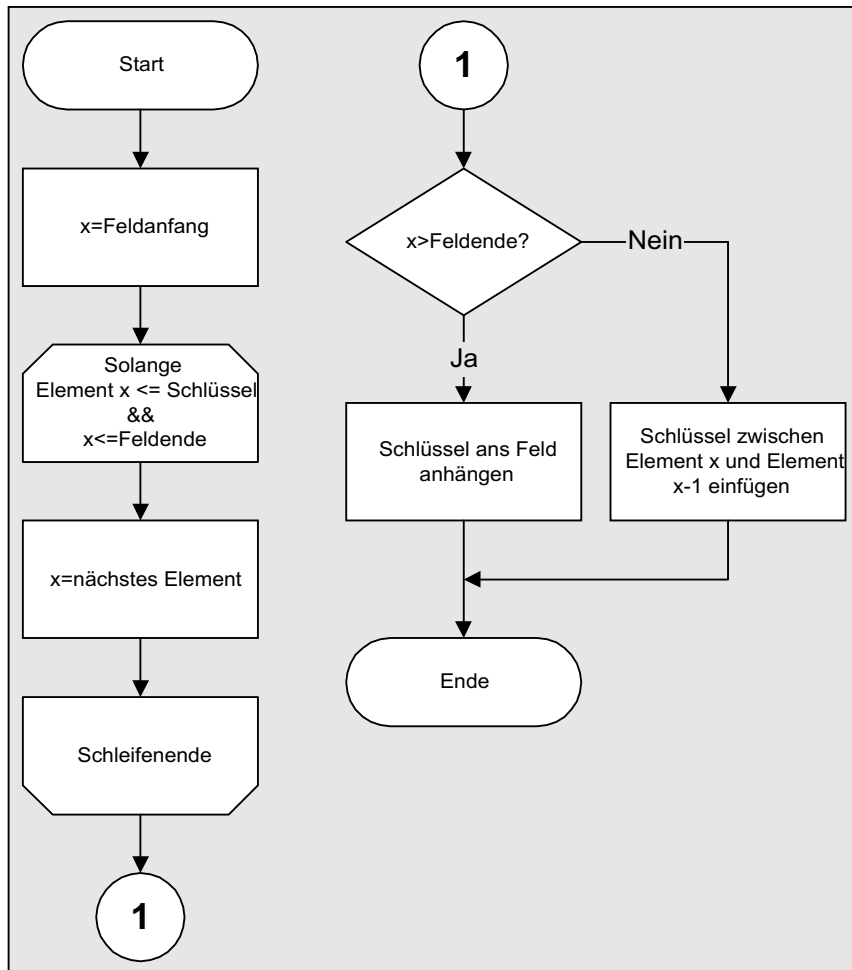 Start
x=Feldanfang
Solange
Element x <= Schlüssel
&&
x<=Feldende
x=nächstes Element
Schleifenende
1
1
x>Feldende?
Nein
Ja
Schlüssel ans Feld
anhängen
Schlüssel zwischen
Element x und Element
x-1 einfügen
Ende